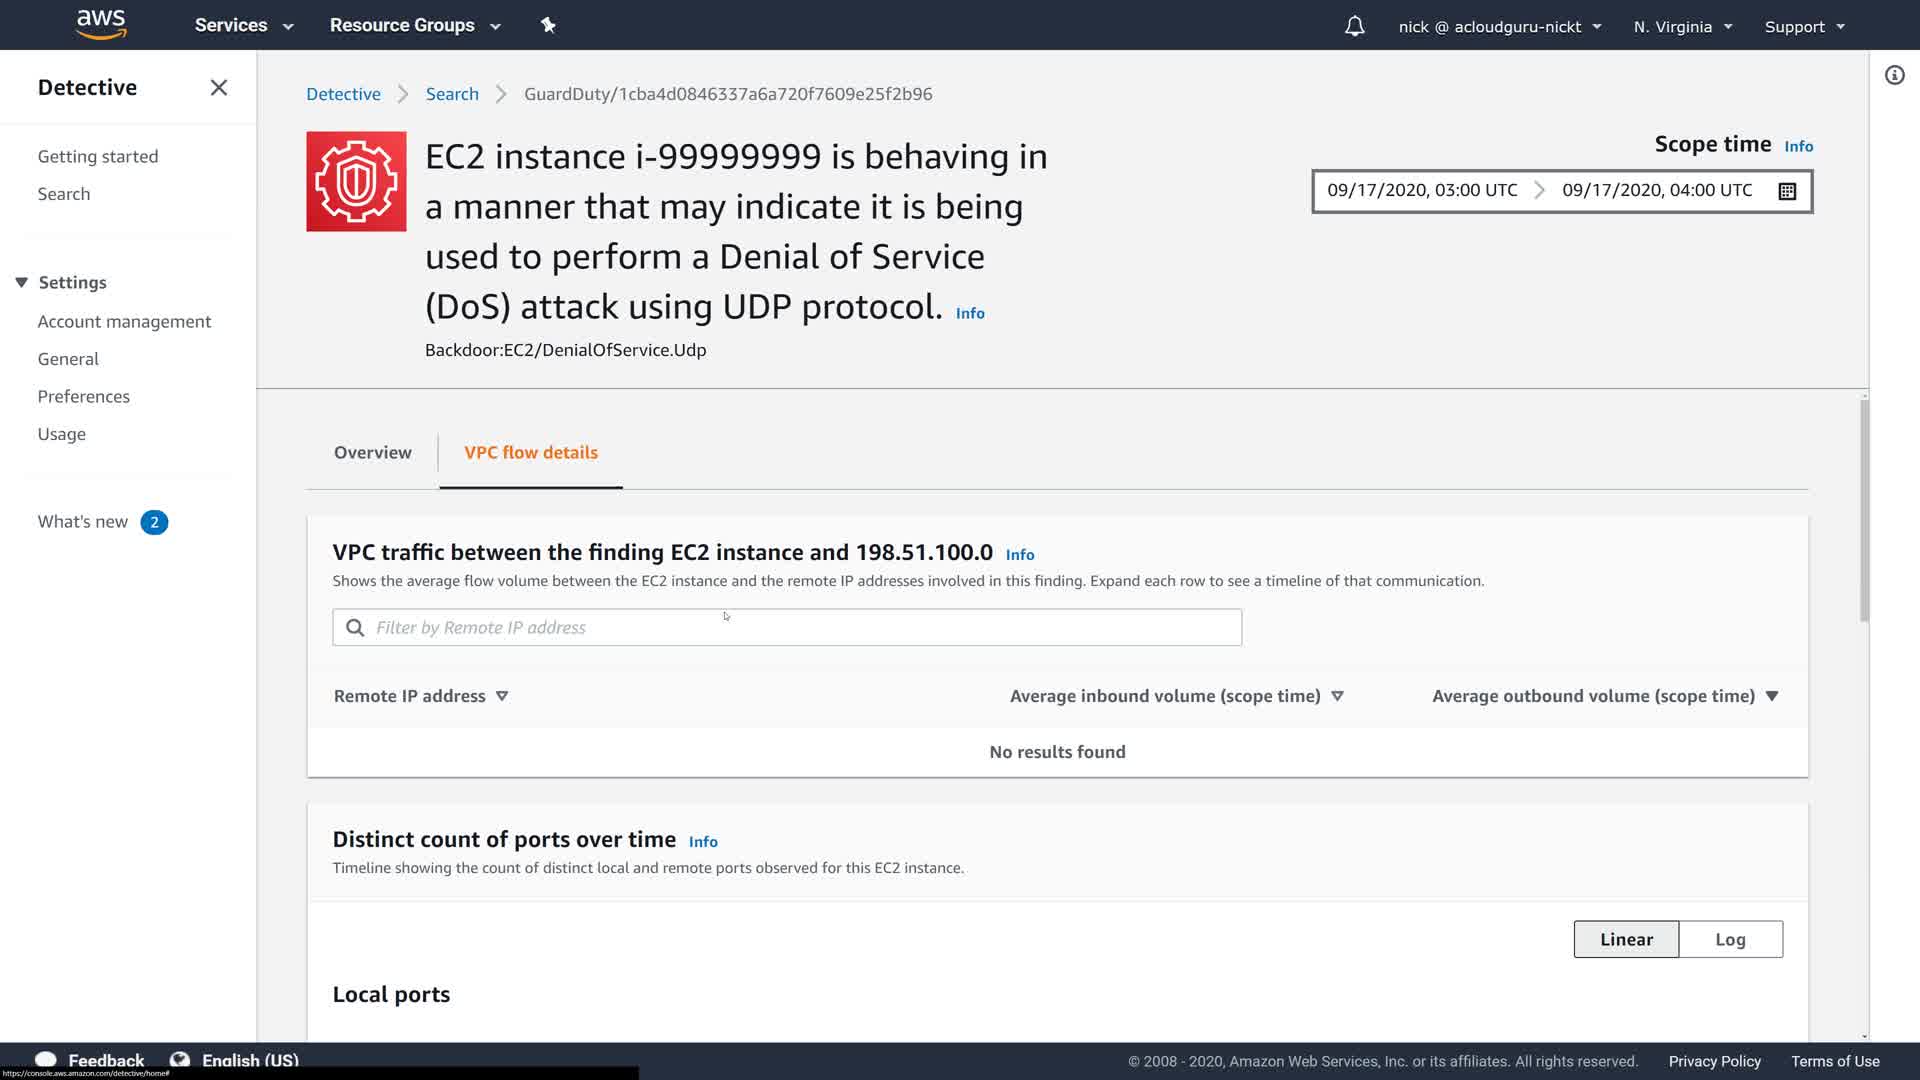 aws Services Resource Groups nick @ acloudguru-nickt N. Virginia Support
Detective
Getting started
Search
Settings
Account management
General
Preferences
Usage
What's new 2
Detective Search GuardDuty/1cba4d0846337a6a720f7609e25f2b96
EC2 instance i-99999999 is behaving in
a manner that may indicate it is being
used to perform a Denial of Service
(DoS) attack using UDP protocol. Info
Backdoor:EC2/DenialOfService.Udp
Scope time Info
09/17/2020, 03:00 UTC 09/17/2020, 04:00 UTC
Overview VPC flow details
VPC traffic between the finding EC2 instance and 198.51.100.0 Info
Shows the average flow volume between the EC2 instance and the remote IP addresses involved in this finding. Expand each row to see a timeline of that communication.
Filter by Remote IP address
Remote IP address Average inbound volume (scope time) Average outbound volume (scope time)
No results found
Distinct count of ports over time Info
Timeline showing the count of distinct local and remote ports observed for this EC2 instance.
Linear Log
Local ports
Feedback English (US) © 2008 - 2020, Amazon Web Services, Inc. or its affiliates. All rights reserved. Privacy Policy Terms of Use
https://console.aws.amazon.com/detective/home#